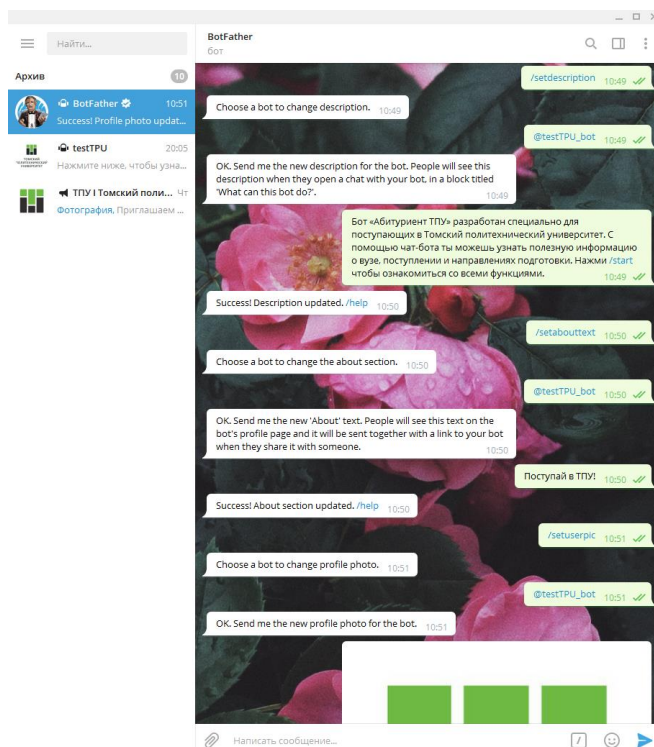 Найти...
Архив
10
BotFather
10:51
Success! Profile photo updat...
testTPU
20:05
Нажмите ниже, чтобы узна...
ТПУ I Томский поли...
Чт
Фотография, Приглашаем ...
BotFather
бот
/setdescription 10:49
Choose a bot to change description. 10:49
@testTPU_bot 10:49
OK. Send me the new description for the bot. People will see this
description when they open a chat with your bot, in a block titled
'What can this bot do?'. 10:49
Бот «Абитуриент ТПУ» разработан специально для
поступающих в Томский политехнический университет. С
помощью чат-бота ты можешь узнать полезную информацию
о вузе, поступлении и направлениях подготовки. Нажми /start
чтобы ознакомиться со всеми функциями. 10:49
Success! Description updated. /help 10:50
/setabouttext 10:50
Choose a bot to change the about section. 10:50
@testTPU_bot 10:50
OK. Send me the new 'About' text. People will see this text on the
bot's profile page and it will be sent together with a link to your bot
when they share it with someone. 10:50
Поступай в ТПУ! 10:50
Success! About section updated. /help 10:50
/setuserpic 10:51
Choose a bot to change profile photo. 10:51
@testTPU_bot 10:51
OK. Send me the new profile photo for the bot. 10:51
Написать сообщение...